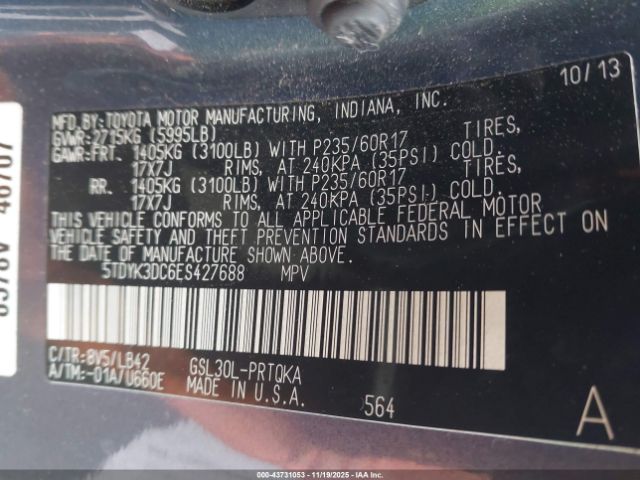 10/13
MFD.BY:TOYOTA MOTOR MANUFACTURING, INDIANA, INC.
GVWR:2715KG (5995LB)
GAWR:FRT. 1405KG (3100LB) WITH P235/60R17 TIRES,
17X7J RIMS, AT 240KPA (35PSI) COLD.
RR. 1405KG (3100LB) WITH P235/60R17 TIRES,
17X7J RIMS, AT 240KPA (35PSI) COLD.
THIS VEHICLE CONFORMS TO ALL APPLICABLE FEDERAL MOTOR
VEHICLE SAFETY AND THEFT PREVENTION STANDARDS IN EFFECT ON
THE DATE OF MANUFACTURE SHOWN ABOVE.
5TDYK3DC6ES427688 MPV
C/TR:8V5/LB42 GSL30L-PRTQKA
A/TM:-01A/U660E MADE IN U.S.A.
564
A
000-43731053 - 11/19/2025 - IAAI.COM